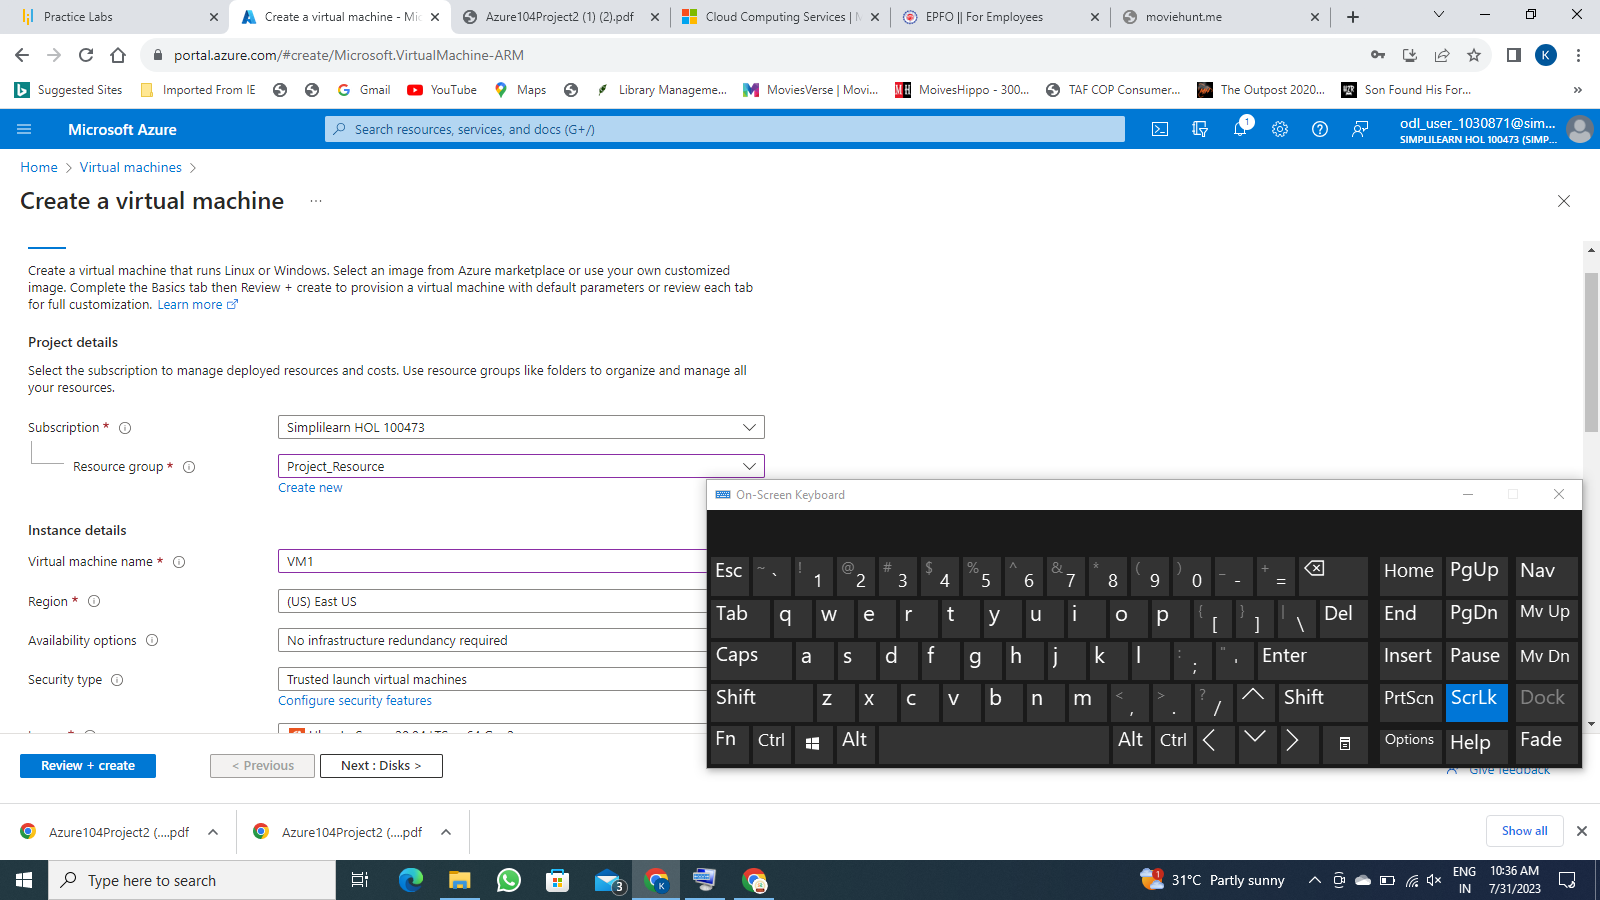 Practice Labs
Create a virtual machine - Mic
Azure104Project2 (1) (2).pdf
Cloud Computing Services | M
EPFO || For Employees
moviehunt.me
portal.azure.com/#create/Microsoft.VirtualMachine-ARM
K
Suggested Sites
Imported From IE
Gmail
YouTube
Maps
Library Manageme...
MoviesVerse | Movi...
MoivesHippo - 300...
TAF COP Consumer...
The Outpost 2020...
Son Found His For...
»
Microsoft Azure
Search resources, services, and docs (G+/)
1
odl_user_1030871@sim...
SIMPLILEARN HOL 100473 (SIMP...
Home > Virtual machines >
Create a virtual machine ...
Create a virtual machine that runs Linux or Windows. Select an image from Azure marketplace or use your own customized
image. Complete the Basics tab then Review + create to provision a virtual machine with default parameters or review each tab
for full customization. Learn more
Project details
Select the subscription to manage deployed resources and costs. Use resource groups like folders to organize and manage all
your resources.
Subscription *
Simplilearn HOL 100473
Resource group *
Project_Resource
Create new
Instance details
Virtual machine name *
VM1
Region *
(US) East US
Availability options
No infrastructure redundancy required
Security type
Trusted launch virtual machines
Configure security features
Review + create
< Previous
Next : Disks >
Give feedback
On-Screen Keyboard
Esc ~ ` ! 1 @ 2 # 3 $ 4 % 5 ^ 6 & 7 * 8 ( 9 ) 0 _ - + = Home PgUp Nav
Tab q w e r t y u i o p { [ } ] | \ Del End PgDn Mv Up
Caps a s d f g h j k l : ; " ' Enter Insert Pause Mv Dn
Shift z x c v b n m < , > . ? / Shift PrtScn ScrLk Dock
Fn Ctrl Alt Alt Ctrl Options Help Fade
Azure104Project2 (....pdf
Azure104Project2 (....pdf
Show all
Type here to search
3
K
1
31°C Partly sunny
ENG
IN
10:36 AM
7/31/2023